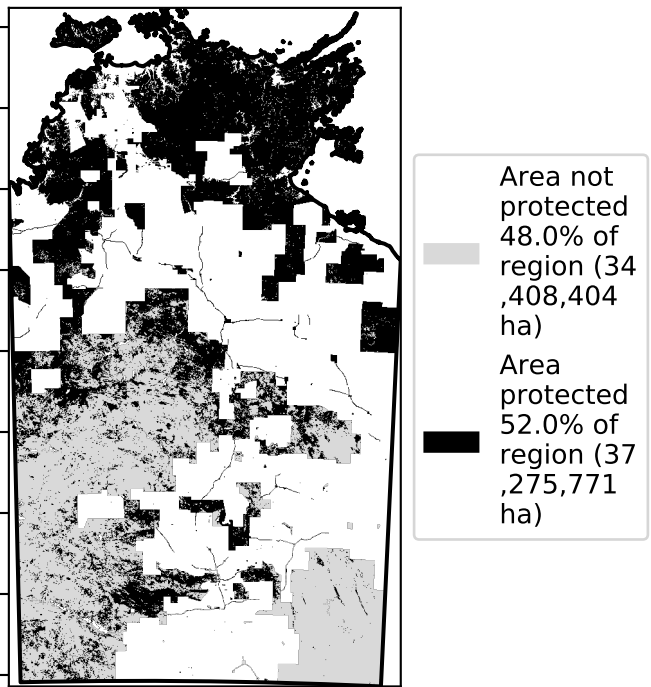 Area not
protected
48.0% of
region (34
,408,404
ha)
Area
protected
52.0% of
region (37
,275,771
ha)